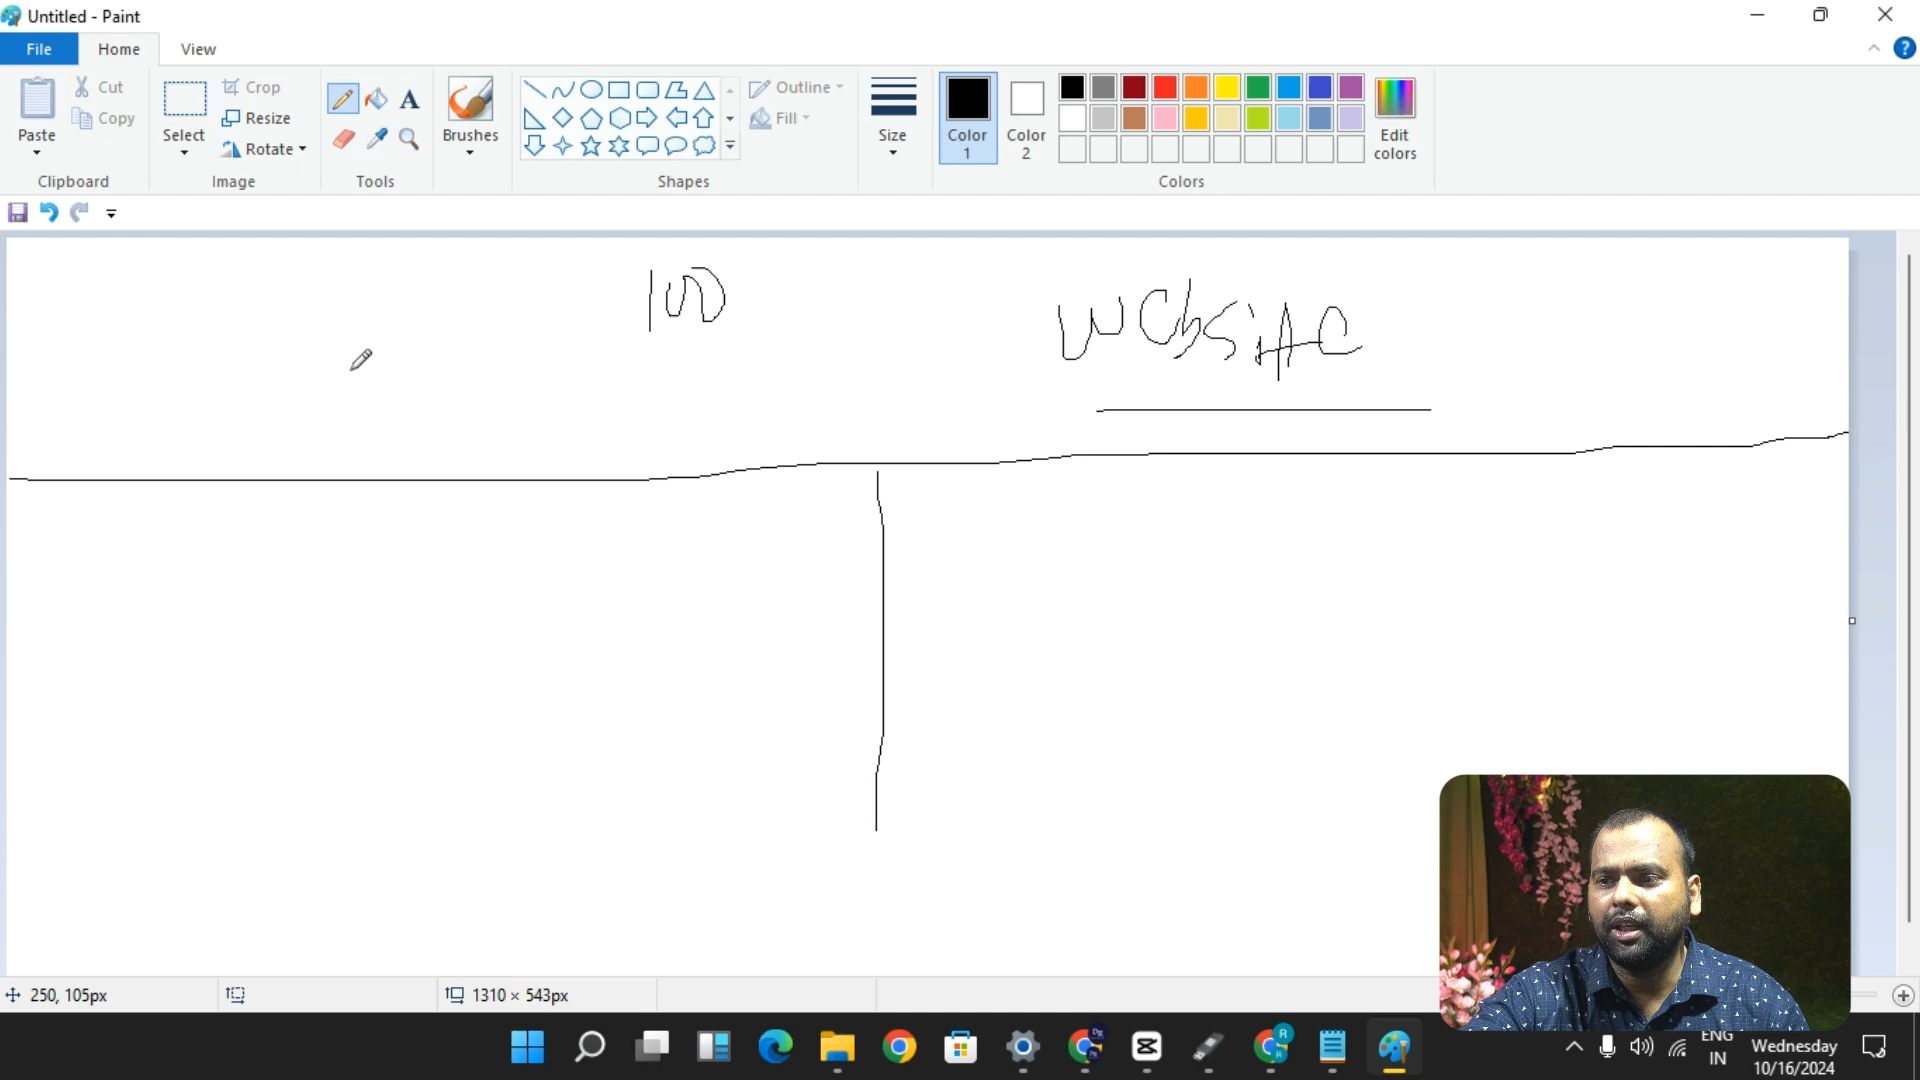 Untitled - Paint
File Home View
Paste
Cut
Copy
Clipboard
Select
Crop
Resize
Rotate
Image
A
Tools
Brushes
Shapes
Outline
Fill
Size
Color 1
Color 2
Edit colors
Colors
100
WebSite
250, 105px
1310 × 543px
ENG
IN
Wednesday
10/16/2024